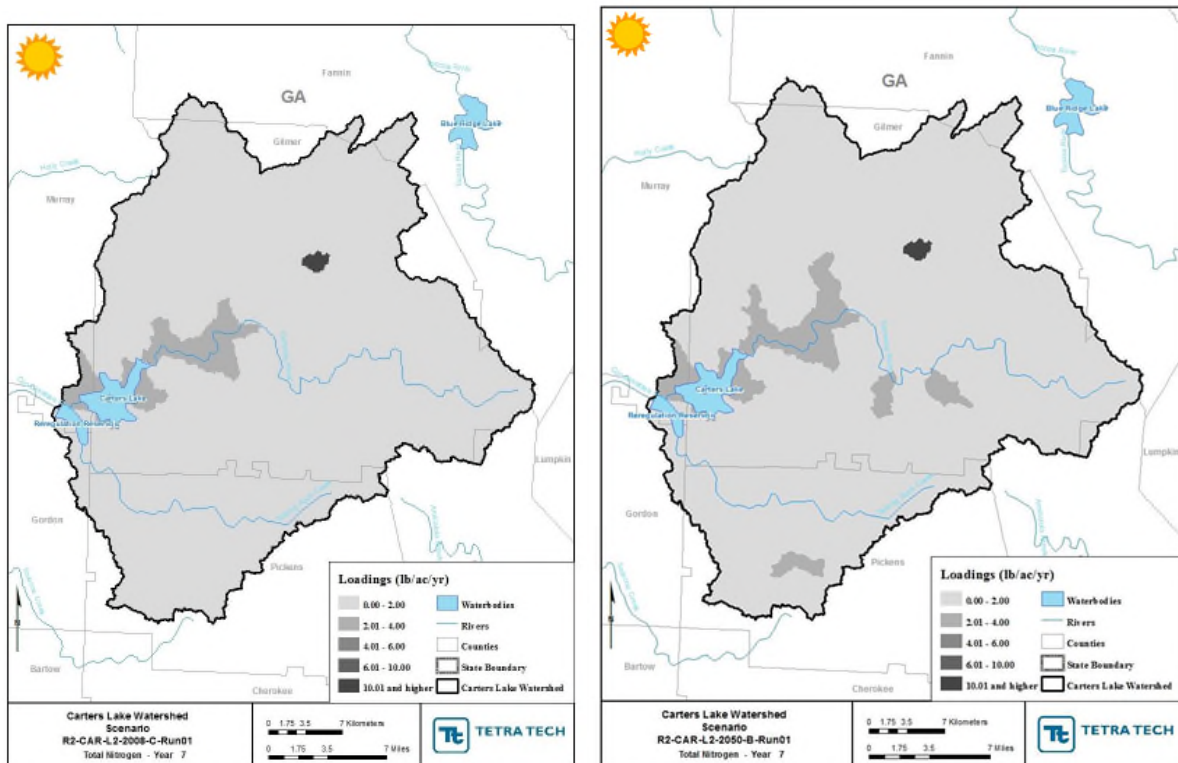 Fannin
GA
Blue Ridge Lake
Gilmer
Holly Creek
Murray
Carters Lake
Reregulation Reservoir
Lumpkin
Gordon
Pickens
Bartow
Cherokee
N
Loadings (lb/ac/yr)
0.00 - 2.00 Waterbodies
2.01 - 4.00 Rivers
4.01 - 6.00 Counties
6.01 - 10.00 State Boundary
10.01 and higher Carters Lake Watershed
Carters Lake Watershed
Scenario
R2-CAR-L2-2008-C-Run01
Total Nitrogen - Year 7
0 1.75 3.5 7 Kilometers
0 1.75 3.5 7 Miles
Tt TETRA TECH
Fannin
GA
Blue Ridge Lake
Gilmer
Holly Creek
Murray
Carters Lake
Reregulation Reservoir
Lumpkin
Gordon
Pickens
Bartow
Cherokee
N
Loadings (lb/ac/yr)
0.00 - 2.00 Waterbodies
2.01 - 4.00 Rivers
4.01 - 6.00 Counties
6.01 - 10.00 State Boundary
10.01 and higher Carters Lake Watershed
Carters Lake Watershed
Scenario
R2-CAR-L2-2050-B-Run01
Total Nitrogen - Year 7
0 1.75 3.5 7 Kilometers
0 1.75 3.5 7 Miles
Tt TETRA TECH